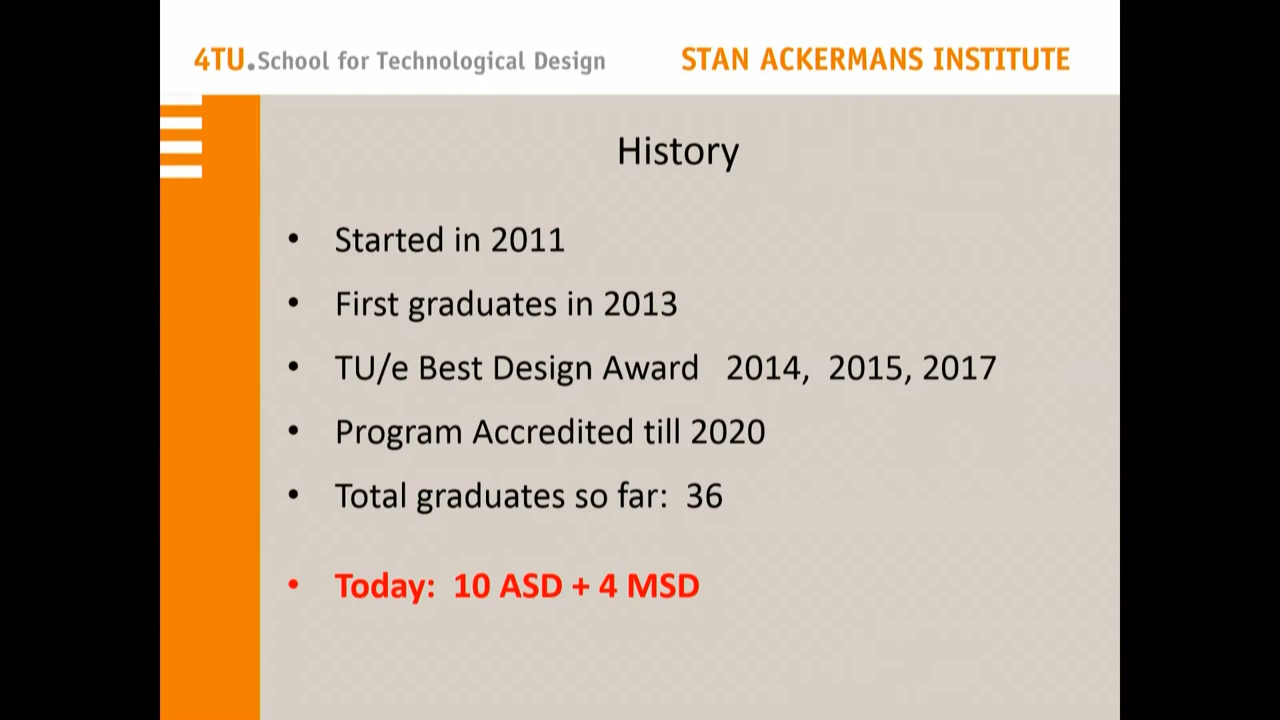 4TU.School for Technological Design STAN ACKERMANS INSTITUTE
History
• Started in 2011
• First graduates in 2013
• TU/e Best Design Award 2014, 2015, 2017
• Program Accredited till 2020
• Total graduates so far: 36
• Today: 10 ASD + 4 MSD